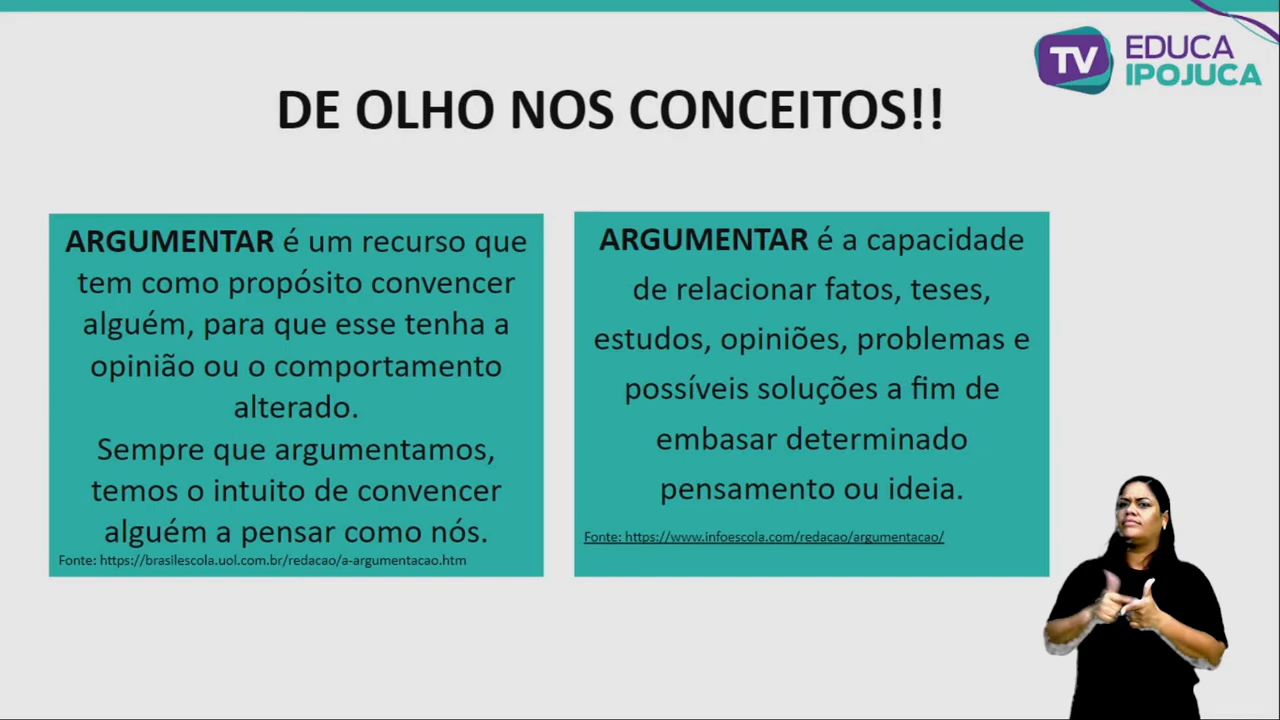 TV EDUCA
IPOJUCA
DE OLHO NOS CONCEITOS!!
ARGUMENTAR é um recurso que
tem como propósito convencer
alguém, para que esse tenha a
opinião ou o comportamento
alterado.
Sempre que argumentamos,
temos o intuito de convencer
alguém a pensar como nós.
Fonte: https://brasilescola.uol.com.br/redacao/a-argumentacao.htm
ARGUMENTAR é a capacidade
de relacionar fatos, teses,
estudos, opiniões, problemas e
possíveis soluções a fim de
embasar determinado
pensamento ou ideia.
Fonte: https://www.infoescola.com/redacao/argumentacao/